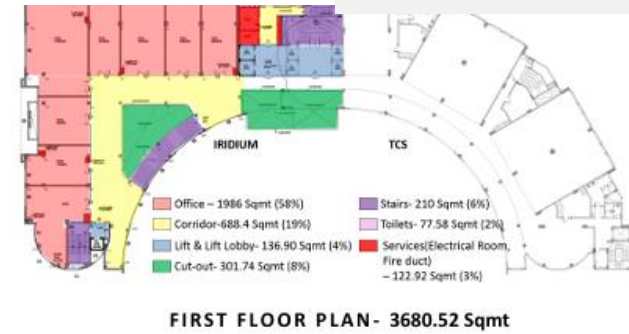 IRIDIUM
TCS
Office – 1986 Sqmt (58%)
Corridor-688.4 Sqmt (19%)
Lift & Lift Lobby- 136.90 Sqmt (4%)
Cut-out- 301.74 Sqmt (8%)
Stairs- 210 Sqmt (6%)
Toilets- 77.58 Sqmt (2%)
Services(Electrical Room,
Fire duct)
– 122.92 Sqmt (3%)
FIRST FLOOR PLAN- 3680.52 Sqmt